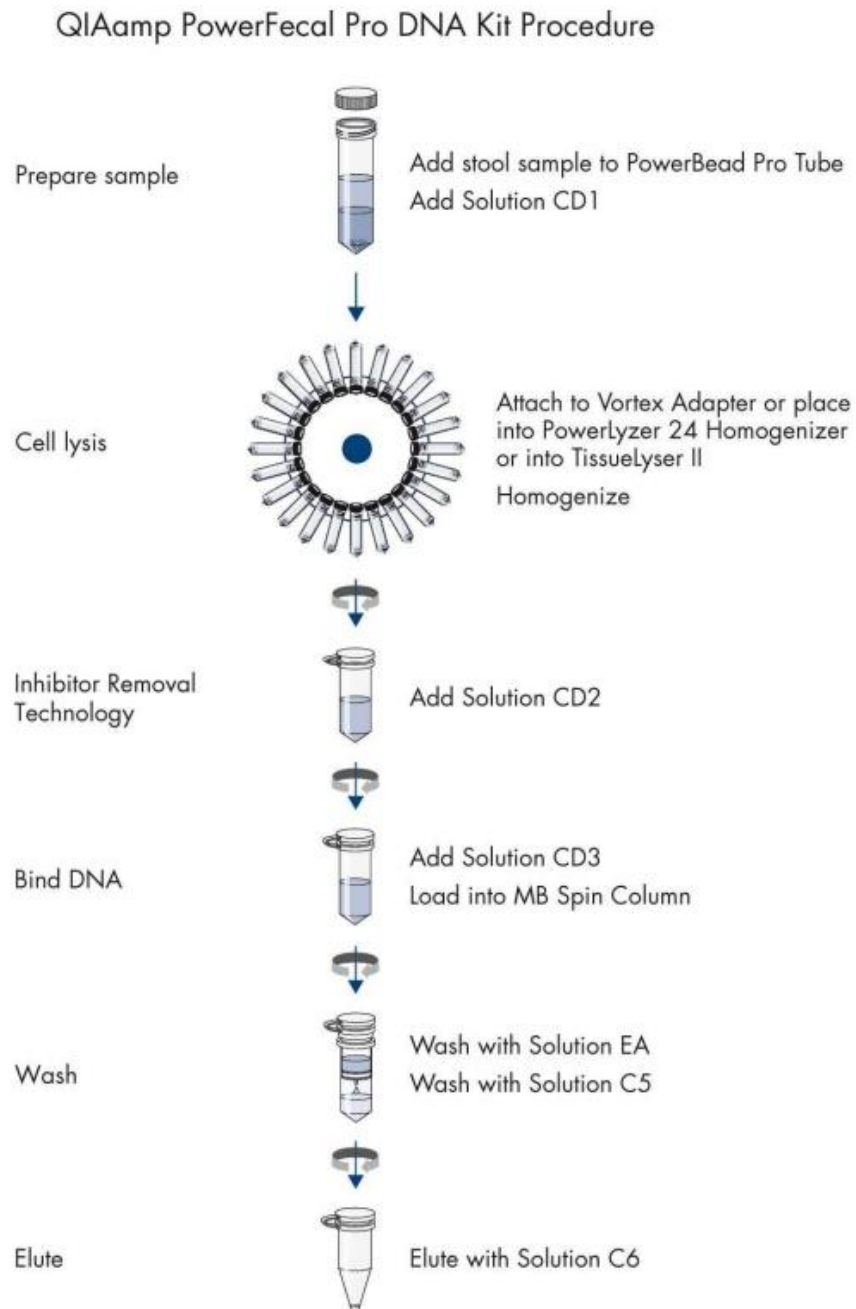 QIAamp PowerFecal Pro DNA Kit Procedure
Prepare sample
Add stool sample to PowerBead Pro Tube
Add Solution CD1
Cell lysis
Attach to Vortex Adapter or place
into PowerLyzer 24 Homogenizer
or into TissueLyser II
Homogenize
Inhibitor Removal
Technology
Add Solution CD2
Bind DNA
Add Solution CD3
Load into MB Spin Column
Wash
Wash with Solution EA
Wash with Solution C5
Elute
Elute with Solution C6